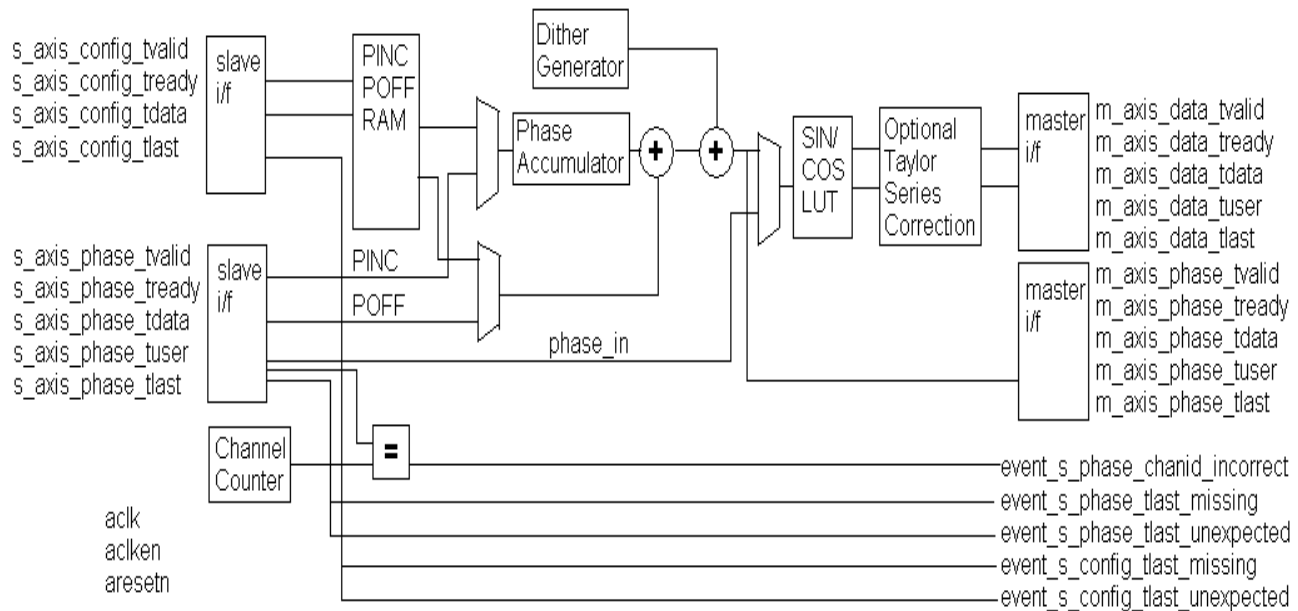 s_axis_config_tvalid
s_axis_config_tready
s_axis_config_tdata
s_axis_config_tlast
slave
i/f
PINC
POFF
RAM
Dither
Generator
Phase
Accumulator
+
+
SIN/
COS
LUT
Optional
Taylor
Series
Correction
master
i/f
m_axis_data_tvalid
m_axis_data_tready
m_axis_data_tdata
m_axis_data_tuser
m_axis_data_tlast
s_axis_phase_tvalid
s_axis_phase_tready
s_axis_phase_tdata
s_axis_phase_tuser
s_axis_phase_tlast
slave
i/f
PINC
POFF
phase_in
master
i/f
m_axis_phase_tvalid
m_axis_phase_tready
m_axis_phase_tdata
m_axis_phase_tuser
m_axis_phase_tlast
Channel
Counter
=
event_s_phase_chanid_incorrect
event_s_phase_tlast_missing
event_s_phase_tlast_unexpected
event_s_config_tlast_missing
event_s_config_tlast_unexpected
aclk
aclken
aresetn